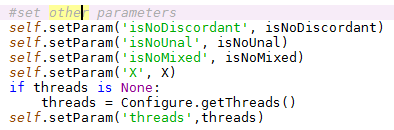 #set other parameters
self.setParam('isNoDiscordant', isNoDiscordant)
self.setParam('isNoUnal', isNoUnal)
self.setParam('isNoMixed', isNoMixed)
self.setParam('X', X)
if threads is None:
    threads = Configure.getThreads()
self.setParam('threads',threads)